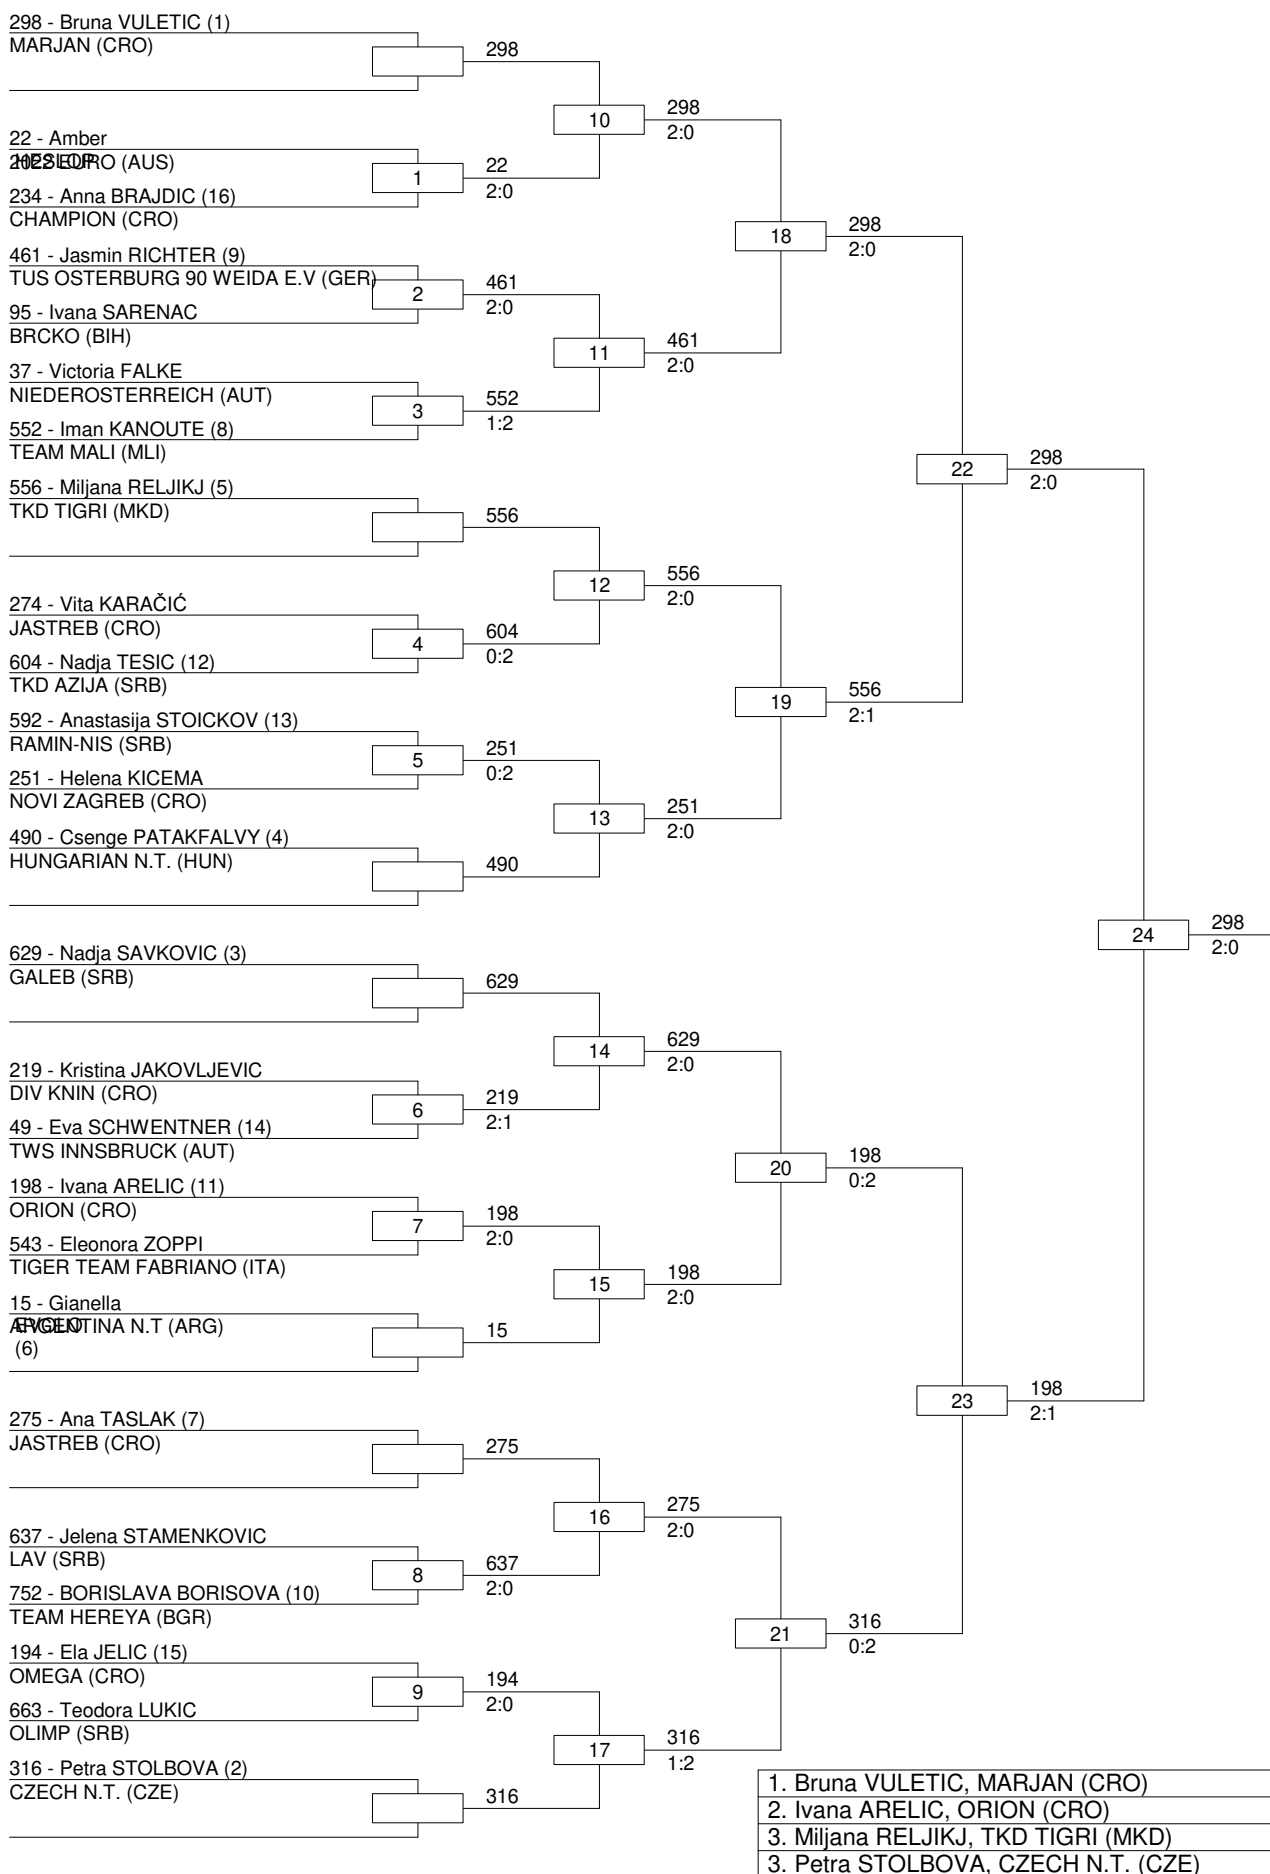 298 - Bruna VULETIC (1)
MARJAN (CRO)
298
10
298
2:0
22 - Amber
HESLOP
2022 EURO (AUS)
1
22
2:0
234 - Anna BRAJDIC (16)
CHAMPION (CRO)
18
298
2:0
461 - Jasmin RICHTER (9)
TUS OSTERBURG 90 WEIDA E.V (GER)
2
461
2:0
95 - Ivana SARENAC
BRCKO (BIH)
11
461
2:0
37 - Victoria FALKE
NIEDEROSTERREICH (AUT)
3
552
1:2
552 - Iman KANOUTE (8)
TEAM MALI (MLI)
22
298
2:0
556 - Miljana RELJIKJ (5)
TKD TIGRI (MKD)
556
12
556
2:0
274 - Vita KARAČIĆ
JASTREB (CRO)
4
604
0:2
604 - Nadja TESIC (12)
TKD AZIJA (SRB)
19
556
2:1
592 - Anastasija STOICKOV (13)
RAMIN-NIS (SRB)
5
251
0:2
251 - Helena KICEMA
NOVI ZAGREB (CRO)
13
251
2:0
490 - Csenge PATAKFALVY (4)
HUNGARIAN N.T. (HUN)
490
24
298
2:0
629 - Nadja SAVKOVIC (3)
GALEB (SRB)
629
14
629
2:0
219 - Kristina JAKOVLJEVIC
DIV KNIN (CRO)
6
219
2:1
49 - Eva SCHWENTNER (14)
TWS INNSBRUCK (AUT)
20
198
0:2
198 - Ivana ARELIC (11)
ORION (CRO)
7
198
2:0
543 - Eleonora ZOPPI
TIGER TEAM FABRIANO (ITA)
15
198
2:0
15 - Gianella
EVOLO
ARGENTINA N.T (ARG)
(6)
15
23
198
2:1
275 - Ana TASLAK (7)
JASTREB (CRO)
275
16
275
2:0
637 - Jelena STAMENKOVIC
LAV (SRB)
8
637
2:0
752 - BORISLAVA BORISOVA (10)
TEAM HEREYA (BGR)
21
316
0:2
194 - Ela JELIC (15)
OMEGA (CRO)
9
194
2:0
663 - Teodora LUKIC
OLIMP (SRB)
17
316
1:2
316 - Petra STOLBOVA (2)
CZECH N.T. (CZE)
316
1. Bruna VULETIC, MARJAN (CRO)
2. Ivana ARELIC, ORION (CRO)
3. Miljana RELJIKJ, TKD TIGRI (MKD)
3. Petra STOLBOVA, CZECH N.T. (CZE)